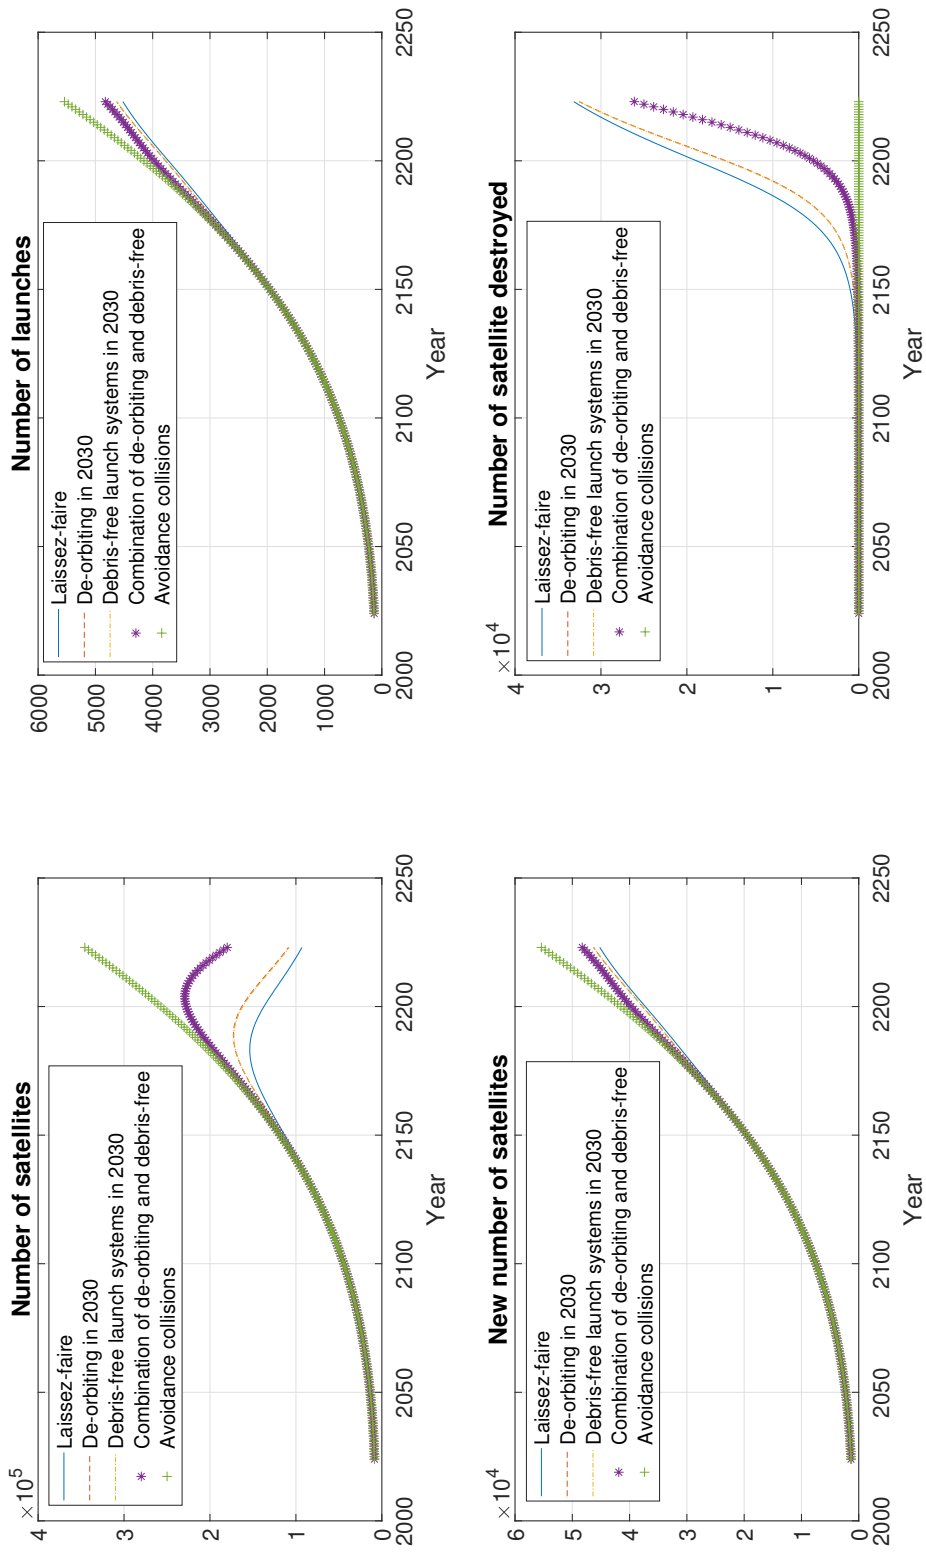 Number of satellites
×10⁵
4
3
2
1
0
Laissez-faire
De-orbiting in 2030
Debris-free launch systems in 2030
Combination of de-orbiting and debris-free
Avoidance collisions
2000 2050 2100 2150 2200 2250
Year
Number of launches
6000
5000
4000
3000
2000
1000
0
Laissez-faire
De-orbiting in 2030
Debris-free launch systems in 2030
Combination of de-orbiting and debris-free
Avoidance collisions
2000 2050 2100 2150 2200 2250
Year
New number of satellites
×10⁴
6
5
4
3
2
1
0
Laissez-faire
De-orbiting in 2030
Debris-free launch systems in 2030
Combination of de-orbiting and debris-free
Avoidance collisions
2000 2050 2100 2150 2200 2250
Year
Number of satellite destroyed
×10⁴
4
3
2
1
0
Laissez-faire
De-orbiting in 2030
Debris-free launch systems in 2030
Combination of de-orbiting and debris-free
Avoidance collisions
2000 2050 2100 2150 2200 2250
Year